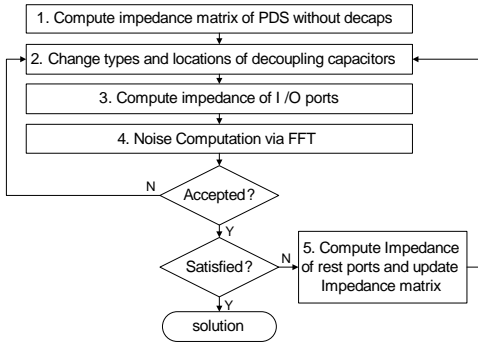 1. Compute impedance matrix of PDS without decaps
2. Change types and locations of decoupling capacitors
3. Compute impedance of I /O ports
4. Noise Computation via FFT
N
Accepted?
Y
Satisfied?
N
5. Compute Impedance
of rest ports and update
Impedance matrix
Y
solution